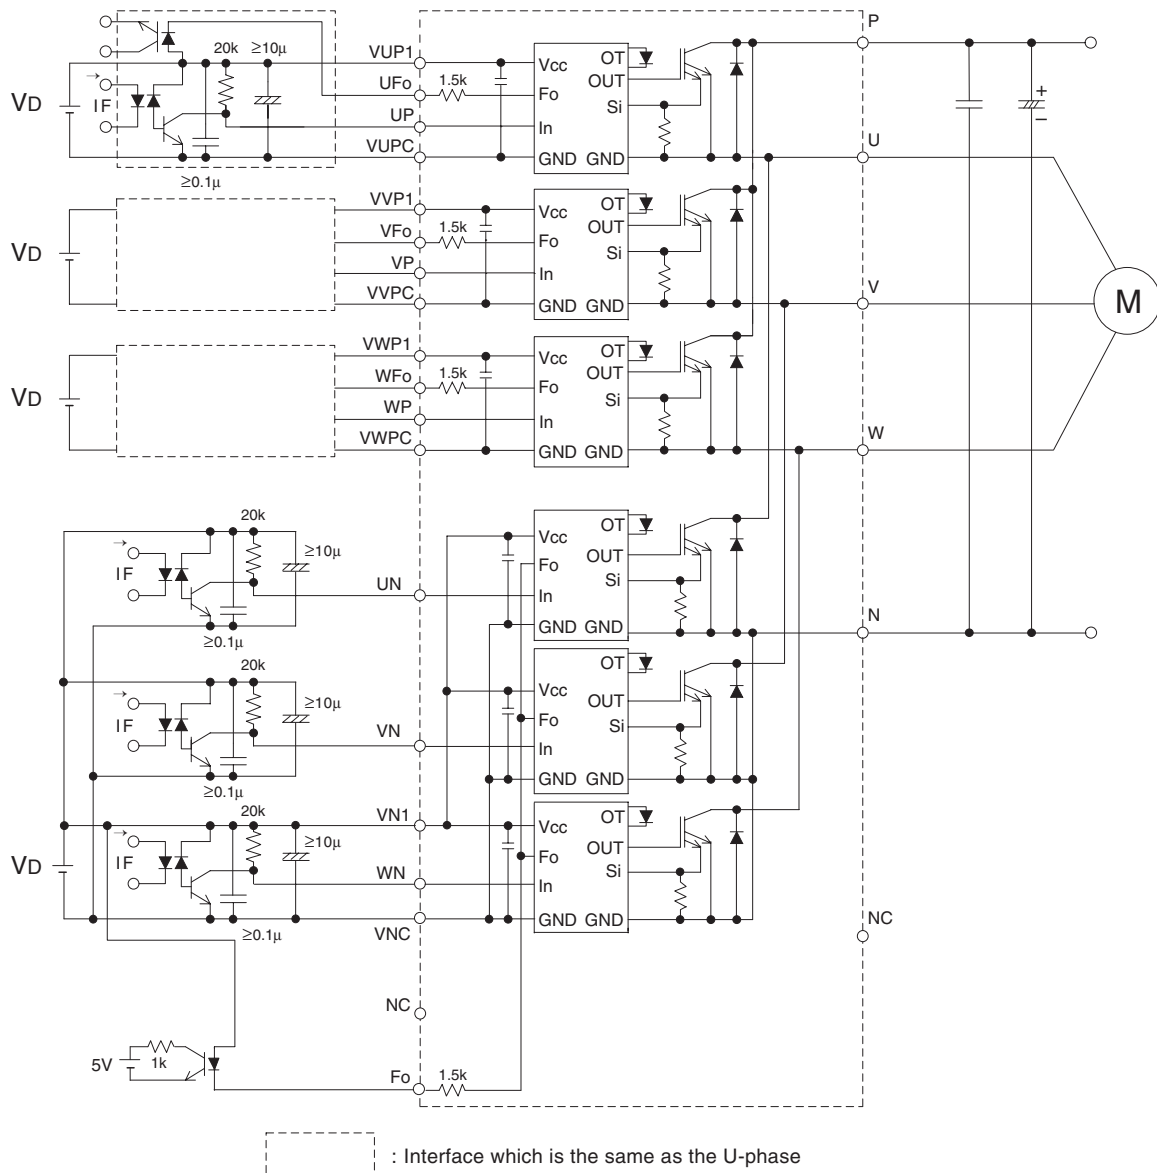 P
20k ≥10μ
VUP1
Vcc OT
1.5k
UFo Fo OUT
VD IF
Si
UP In
U
VUPC GND GND
≥0.1μ
VVP1 Vcc OT
VFo 1.5k OUT
Fo
VD Si
VP In
V
VVPC GND GND
M
VWP1 Vcc OT
WFo 1.5k Fo OUT
VD Si
WP In
W
VWPC GND GND
20k
≥10μ
Vcc OT
IF OUT
Fo
Si
UN In
N
≥0.1μ GND GND
20k
≥10μ
Vcc OT
IF OUT
Fo
VN Si
In
≥0.1μ GND GND
20k
VN1
≥10μ
Vcc OT
VD IF OUT
Fo
WN Si
In
≥0.1μ VNC GND GND
NC
NC
5V 1k
Fo 1.5k
+
−
: Interface which is the same as the U-phase